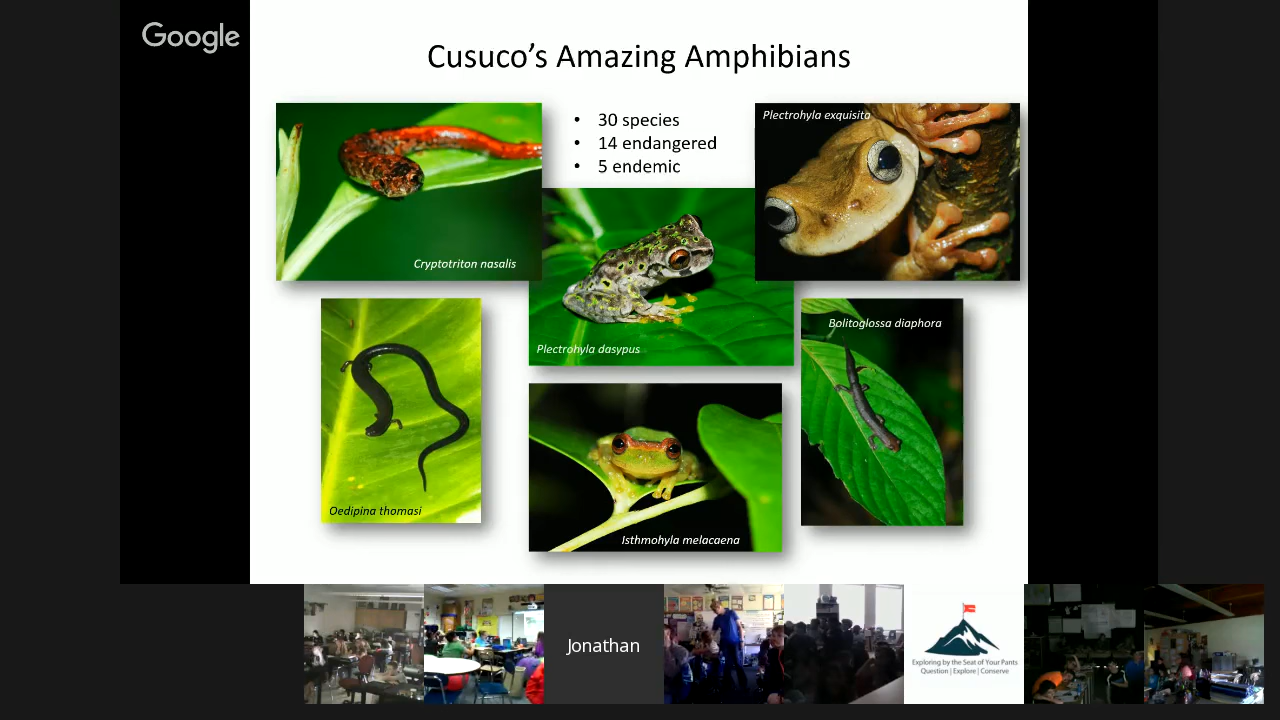 Google
Cusuco's Amazing Amphibians
• 30 species
• 14 endangered
• 5 endemic
Plectrohyla exquisita
Cryptotriton nasalis
Plectrohyla dasypus
Bolitoglossa diaphora
Oedipina thomasi
Isthmohyla melacaena
Jonathan
Exploring by the Seat of Your Pants
Question | Explore | Conserve